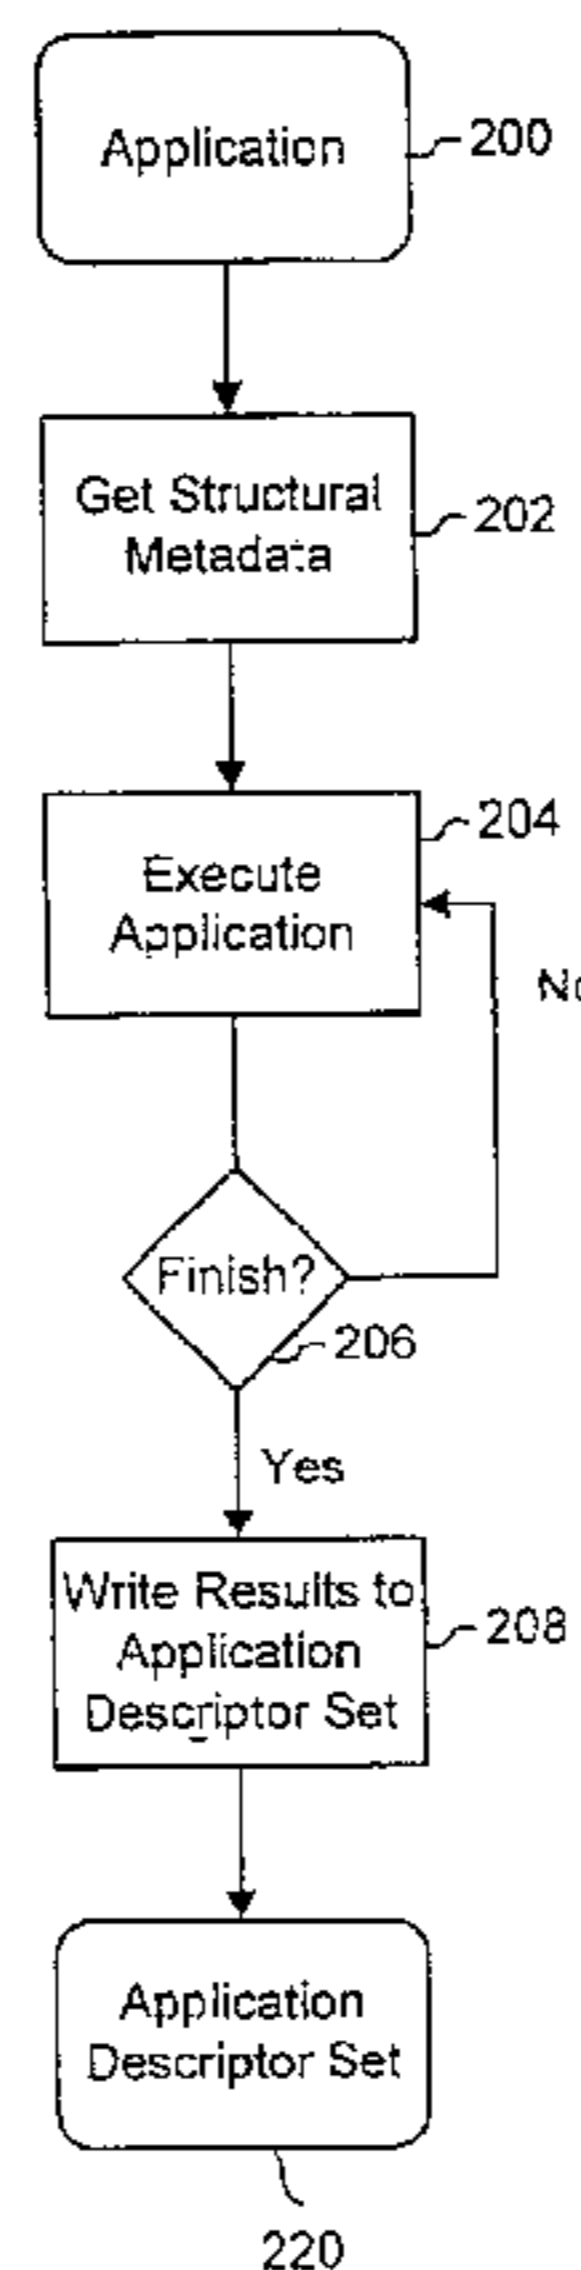 Application
200
Get Structural
Metadata
202
204
Execute
Application
No
Finish?
206
Yes
Write Results to
Application
Descriptor Set
208
Application
Descriptor Set
220